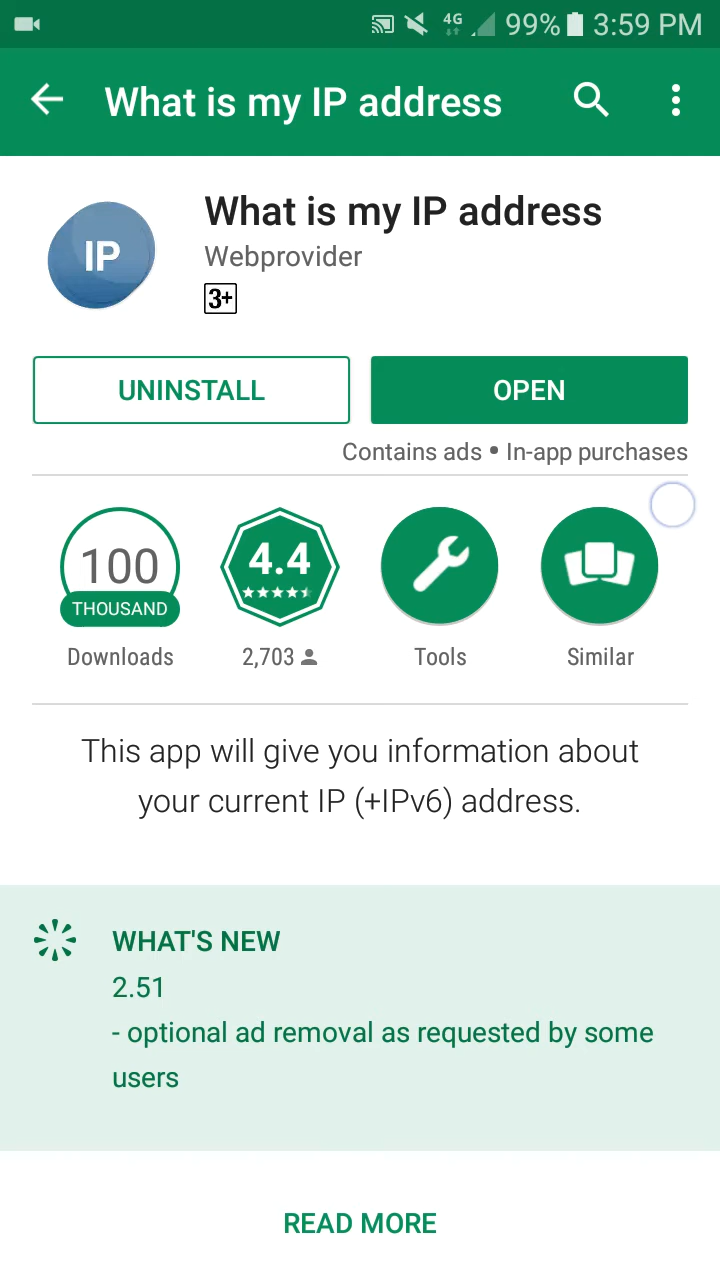 4G 99% 3:59 PM
What is my IP address
IP
What is my IP address
Webprovider
3+
UNINSTALL
OPEN
Contains ads • In-app purchases
100
THOUSAND
Downloads
4.4
2,703
Tools
Similar
This app will give you information about
your current IP (+IPv6) address.
WHAT'S NEW
2.51
- optional ad removal as requested by some
users
READ MORE